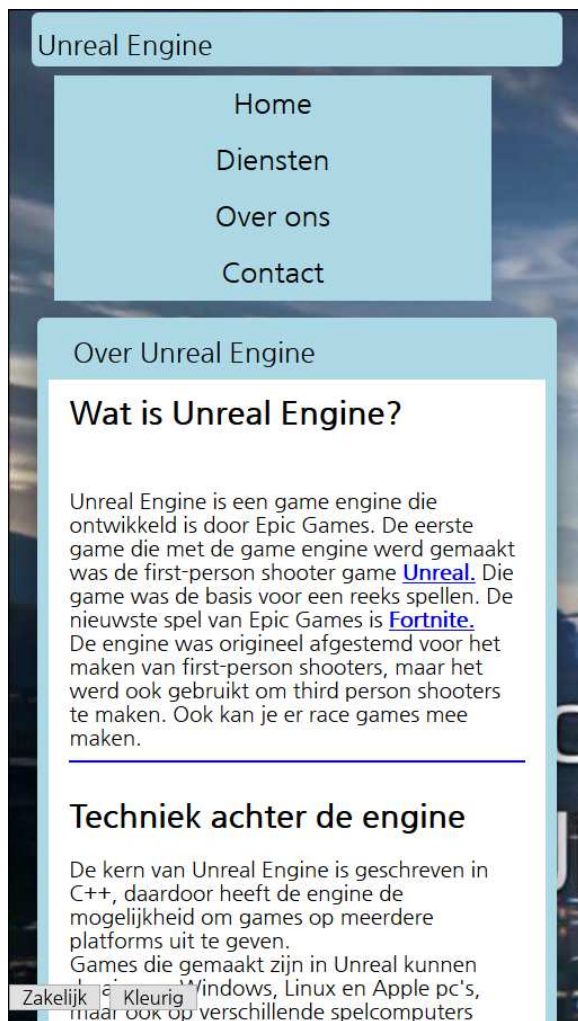 Unreal Engine
Home
Diensten
Over ons
Contact
Over Unreal Engine
Wat is Unreal Engine?
Unreal Engine is een game engine die
ontwikkeld is door Epic Games. De eerste
game die met de game engine werd gemaakt
was de first-person shooter game Unreal. Die
game was de basis voor een reeks spellen. De
nieuwste spel van Epic Games is Fortnite.
De engine was origineel afgestemd voor het
maken van first-person shooters, maar het
werd ook gebruikt om third person shooters
te maken. Ook kan je er race games mee
maken.
Techniek achter de engine
De kern van Unreal Engine is geschreven in
C++, daardoor heeft de engine de
mogelijkheid om games op meerdere
platforms uit te geven.
Games die gemaakt zijn in Unreal kunnen
Windows, Linux en Apple pc's,
Zakelijk Kleurig
maar ook op verschillende spelcomputers